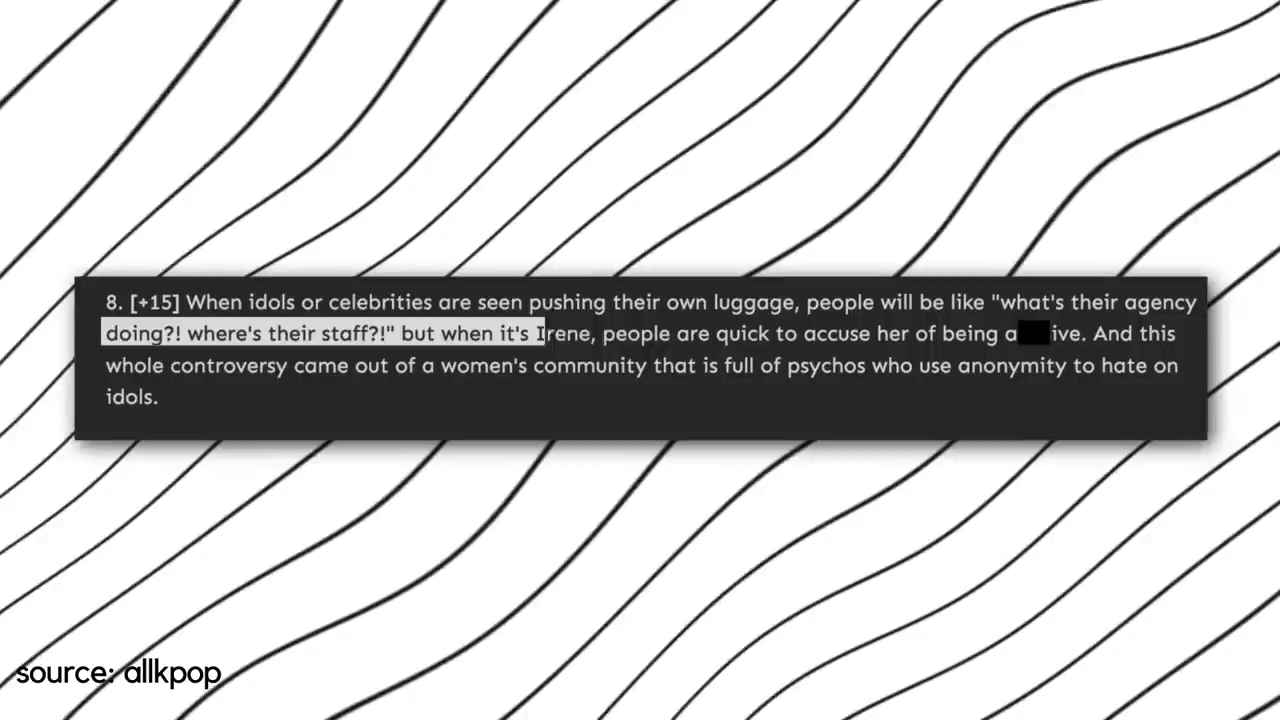 8. [+15] When idols or celebrities are seen pushing their own luggage, people will be like "what's their agency
doing?! where's their staff?!" but when it's Irene, people are quick to accuse her of being a ive. And this
whole controversy came out of a women's community that is full of psychos who use anonymity to hate on
idols.
source: allkpop